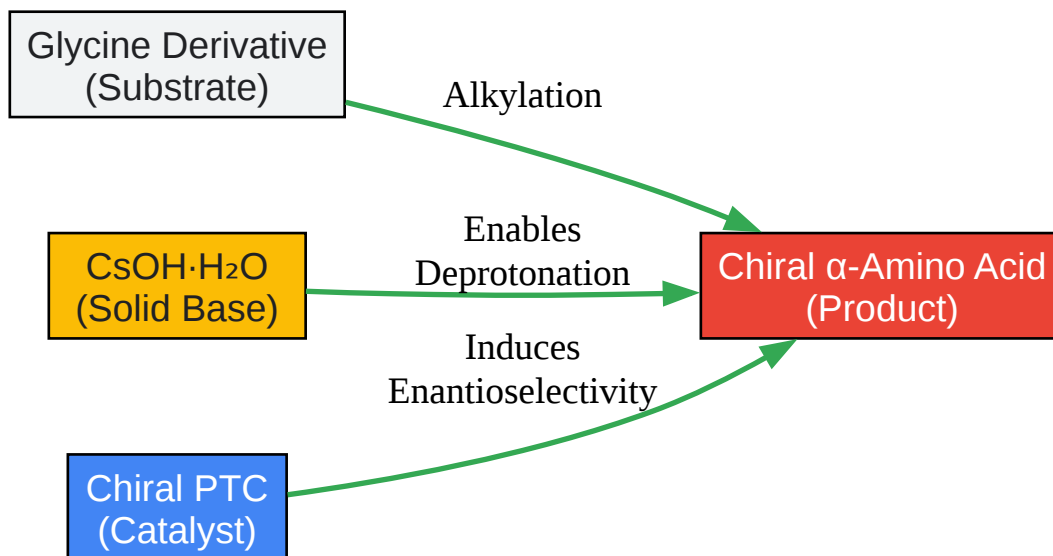 Glycine Derivative
(Substrate)
Alkylation
CsOH·H₂O
(Solid Base)
Enables
Deprotonation
Chiral α-Amino Acid
(Product)
Induces
Enantioselectivity
Chiral PTC
(Catalyst)